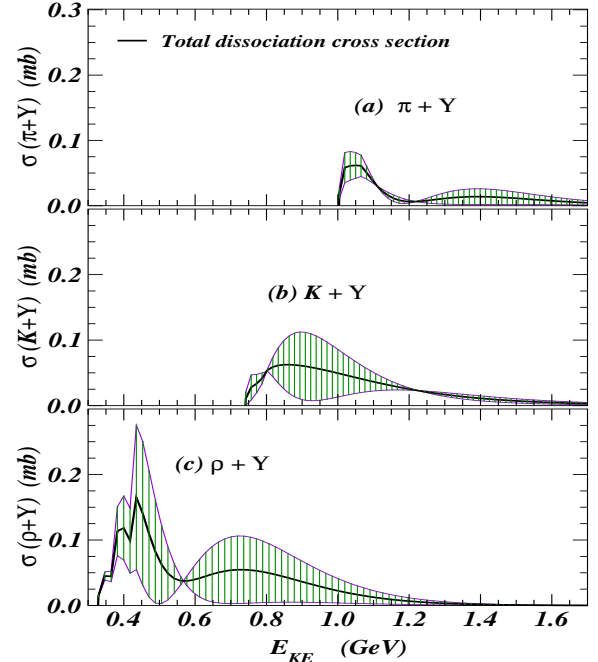 0.3
Total dissociation cross section
0.2
(a) π + Υ
σ (π+Υ) (mb)
0.1
0.0
0.2
(b) K + Υ
σ (K+Υ) (mb)
0.1
0.0
0.2
(c) ρ + Υ
σ (ρ+Υ) (mb)
0.1
0.0
0.4 0.6 0.8 1.0 1.2 1.4 1.6
E_KE (GeV)